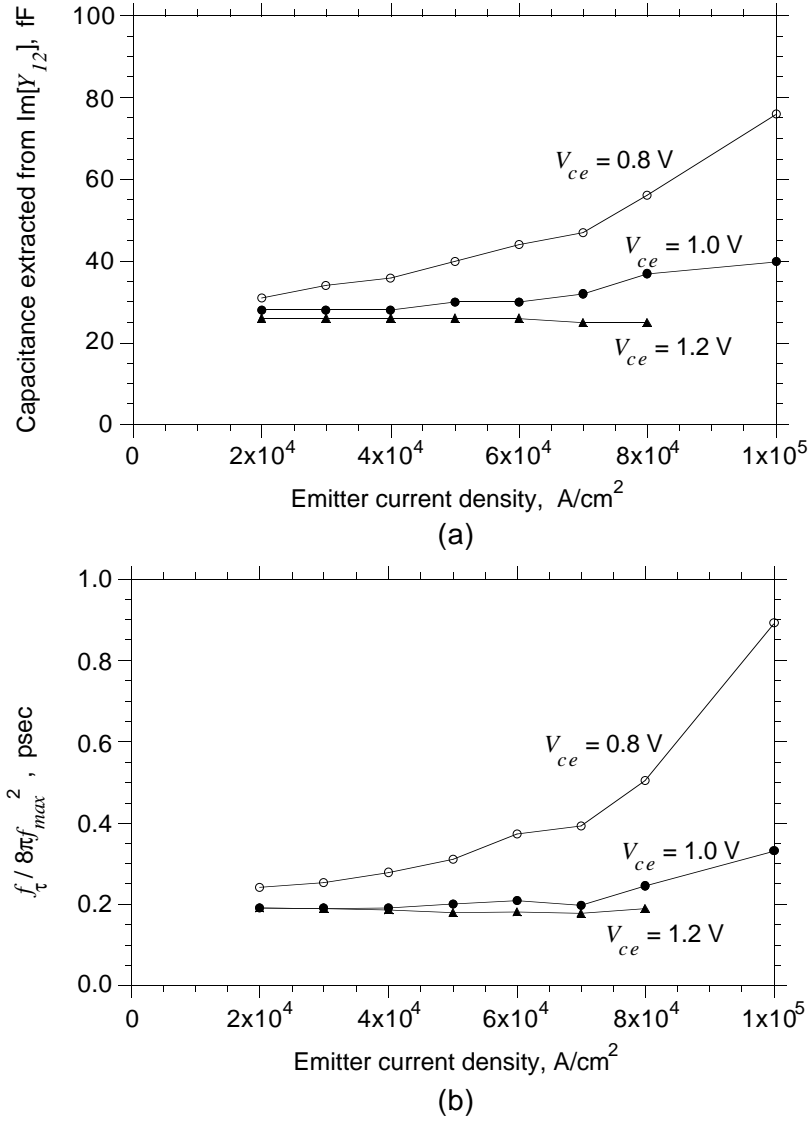 Capacitance extracted from Im[Y12], fF
100
80
60
40
20
0
Vce = 0.8 V
Vce = 1.0 V
Vce = 1.2 V
0 2x10^4 4x10^4 6x10^4 8x10^4 1x10^5
Emitter current density, A/cm^2
(a)
fτ / 8πfmax^2 , psec
1.0
0.8
0.6
0.4
0.2
0.0
Vce = 0.8 V
Vce = 1.0 V
Vce = 1.2 V
0 2x10^4 4x10^4 6x10^4 8x10^4 1x10^5
Emitter current density, A/cm^2
(b)